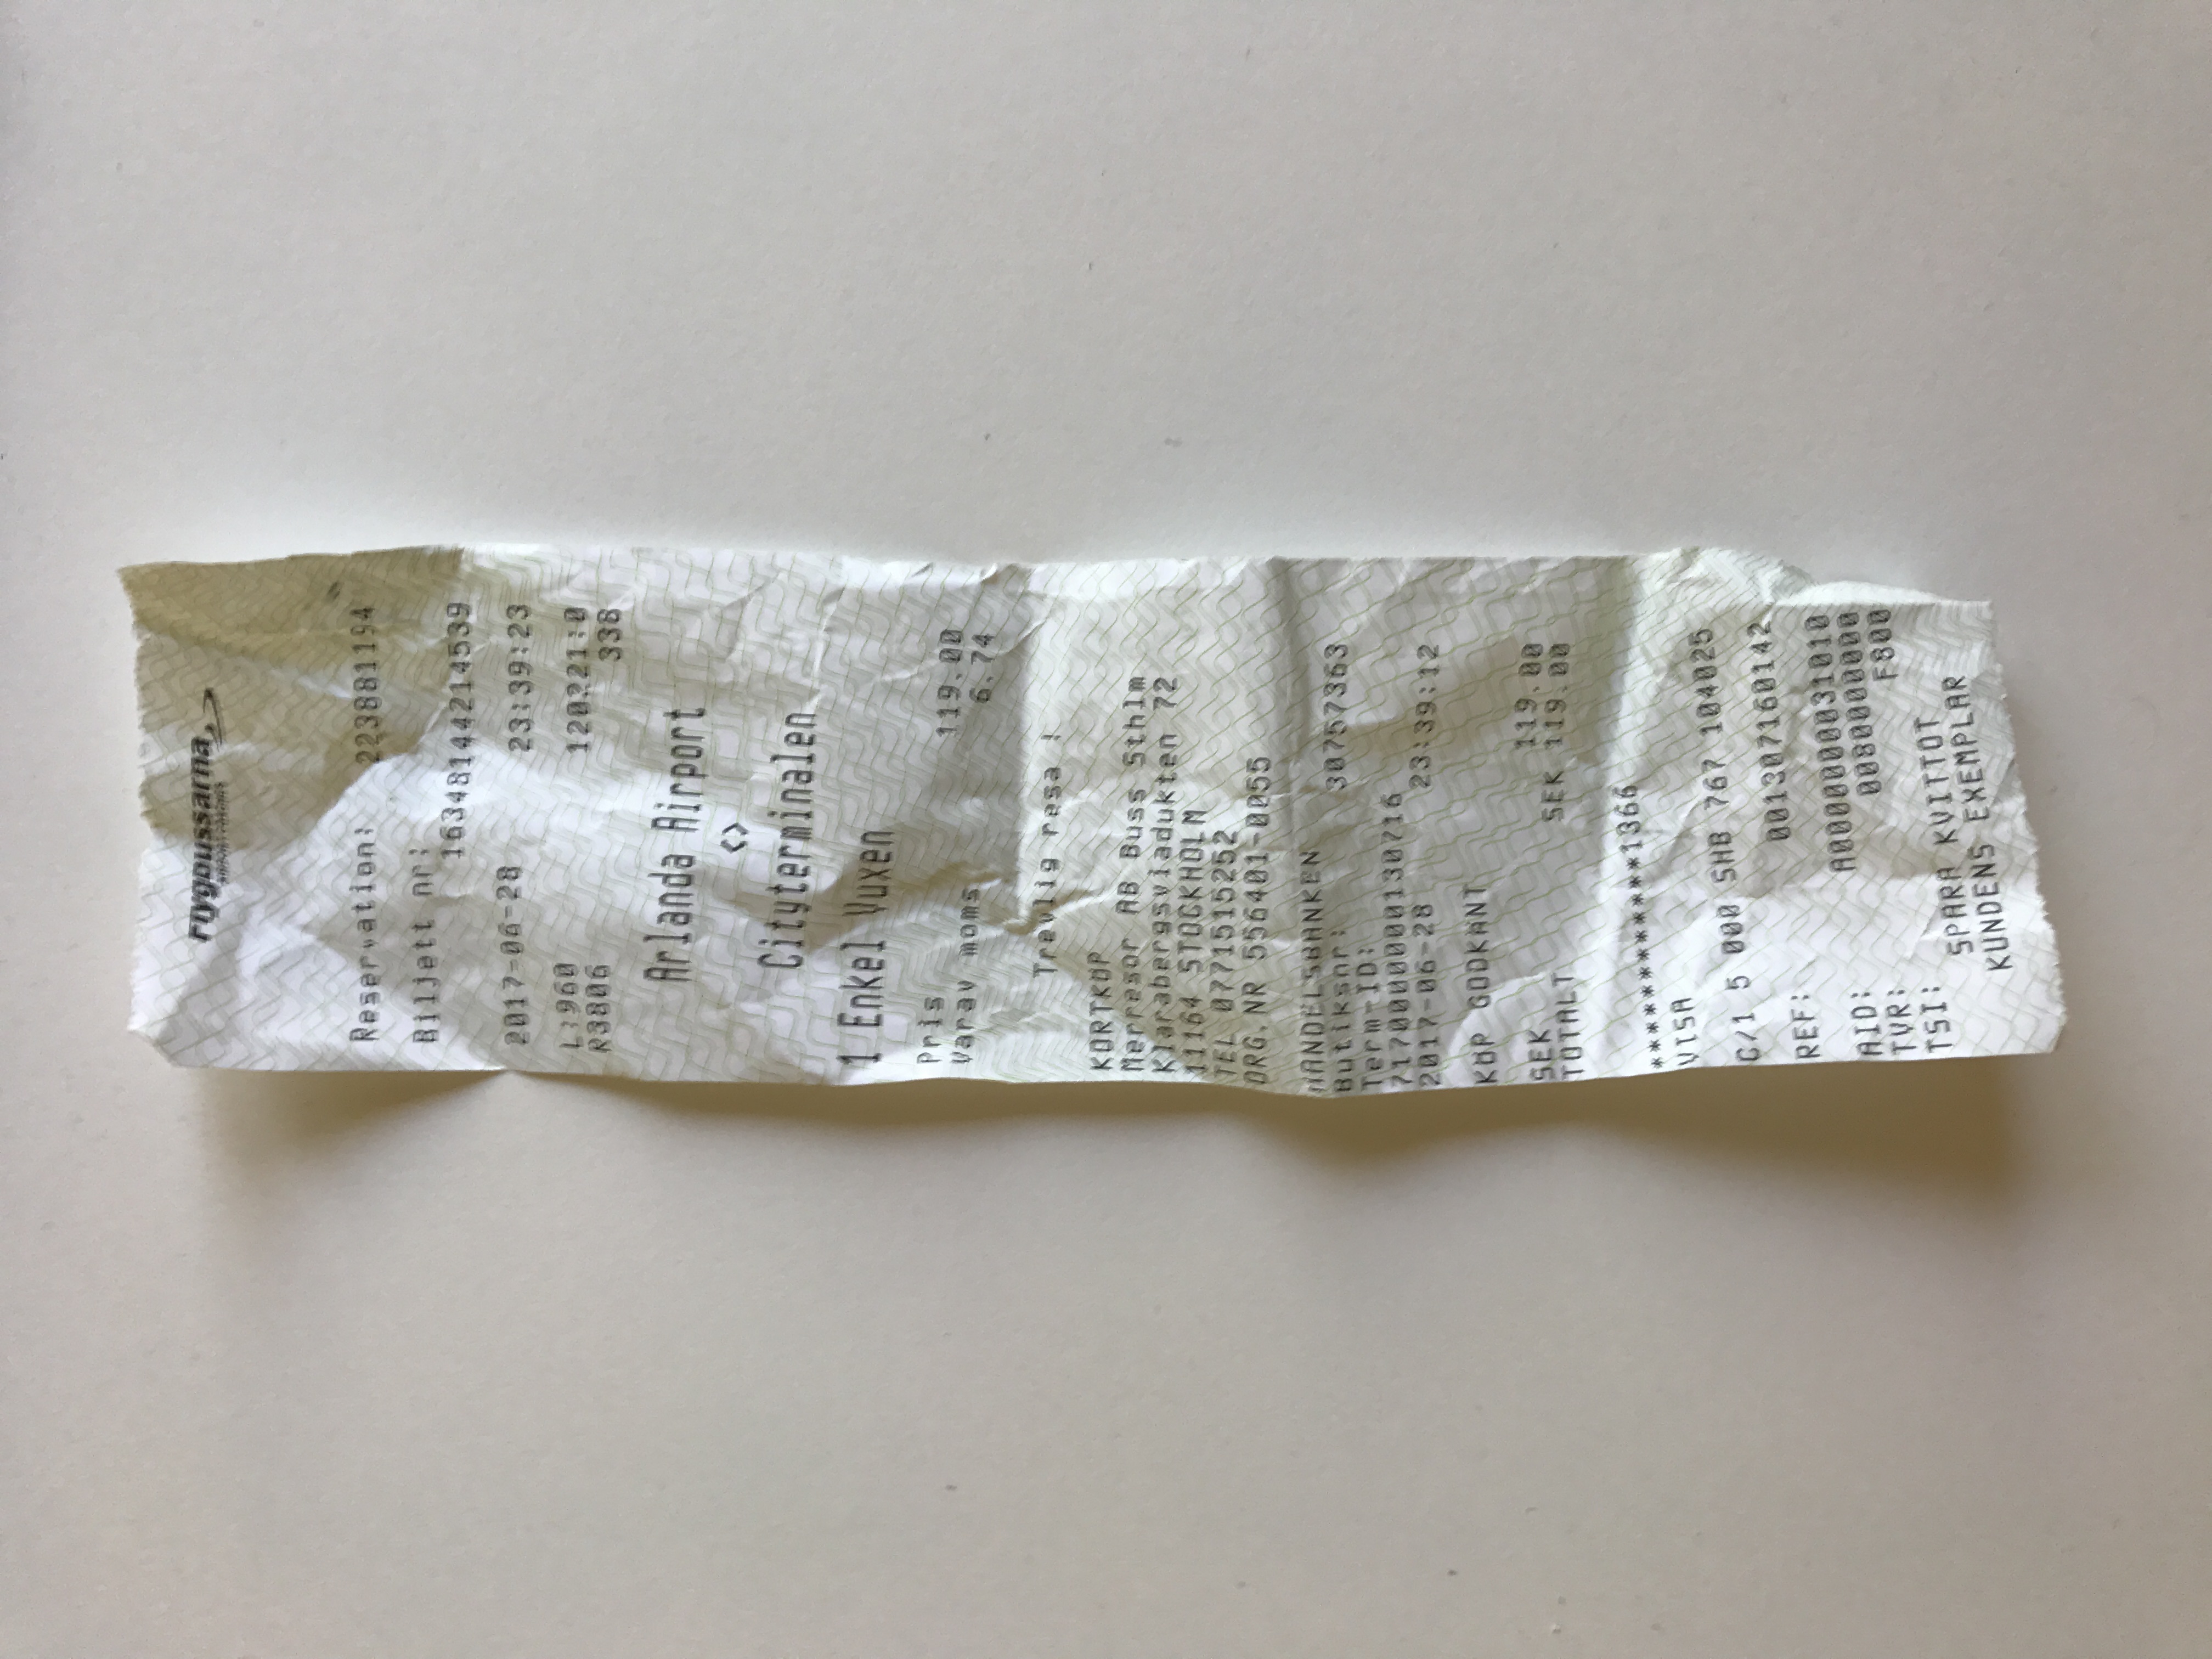 Flygbussarna
Reservation: 223881194
Biljett nr:
16348144214539
2017-06-28 23:39:23
L:960 120221:0
R3806 338
Arlanda Airport
<>
Cityterminalen
1 Enkel Vuxen
Pris 119.00
Varav moms 6.74
Trevlig resa !
KORTKÖP
Merresor AB Buss Sthlm
Klarabergsviadukten 72
11164 STOCKHOLM
TEL 0771515252
ORG.NR 556401-0055
HANDELSBANKEN
Butiksnr: 30757363
Term-ID:
7170000000130716
2017-06-28 23:39:12
KÖP GODKÄNT
SEK 119.00
TOTALT SEK 119.00
************1366
VISA
C/1 5 000 SHB 767 104025
REF: 001307160142
AID: A0000000031010
TVR: 0080000000
TSI: F800
SPARA KVITTOT
KUNDENS EXEMPLAR